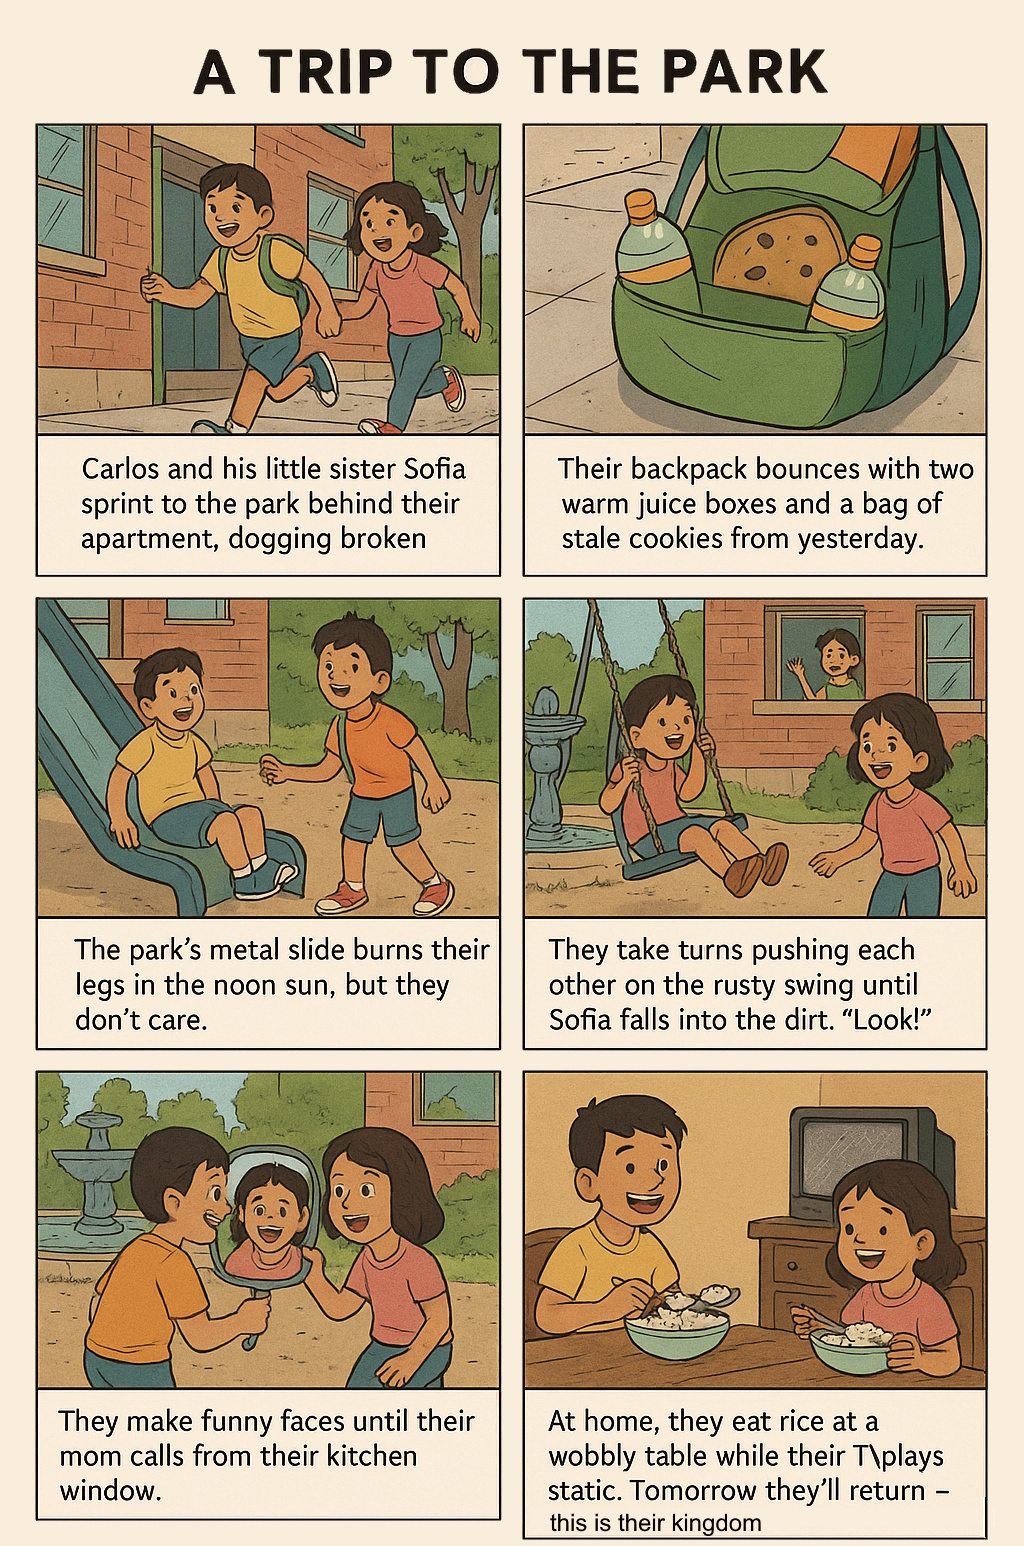 A TRIP TO THE PARK
Carlos and his little sister Sofia
sprint to the park behind their
apartment, dogging broken
Their backpack bounces with two
warm juice boxes and a bag of
stale cookies from yesterday.
The park’s metal slide burns their
legs in the noon sun, but they
don’t care.
They take turns pushing each
other on the rusty swing until
Sofia falls into the dirt. “Look!”
They make funny faces until their
mom calls from their kitchen
window.
At home, they eat rice at a
wobbly table while their T\plays
static. Tomorrow they’ll return –
this is their kingdom